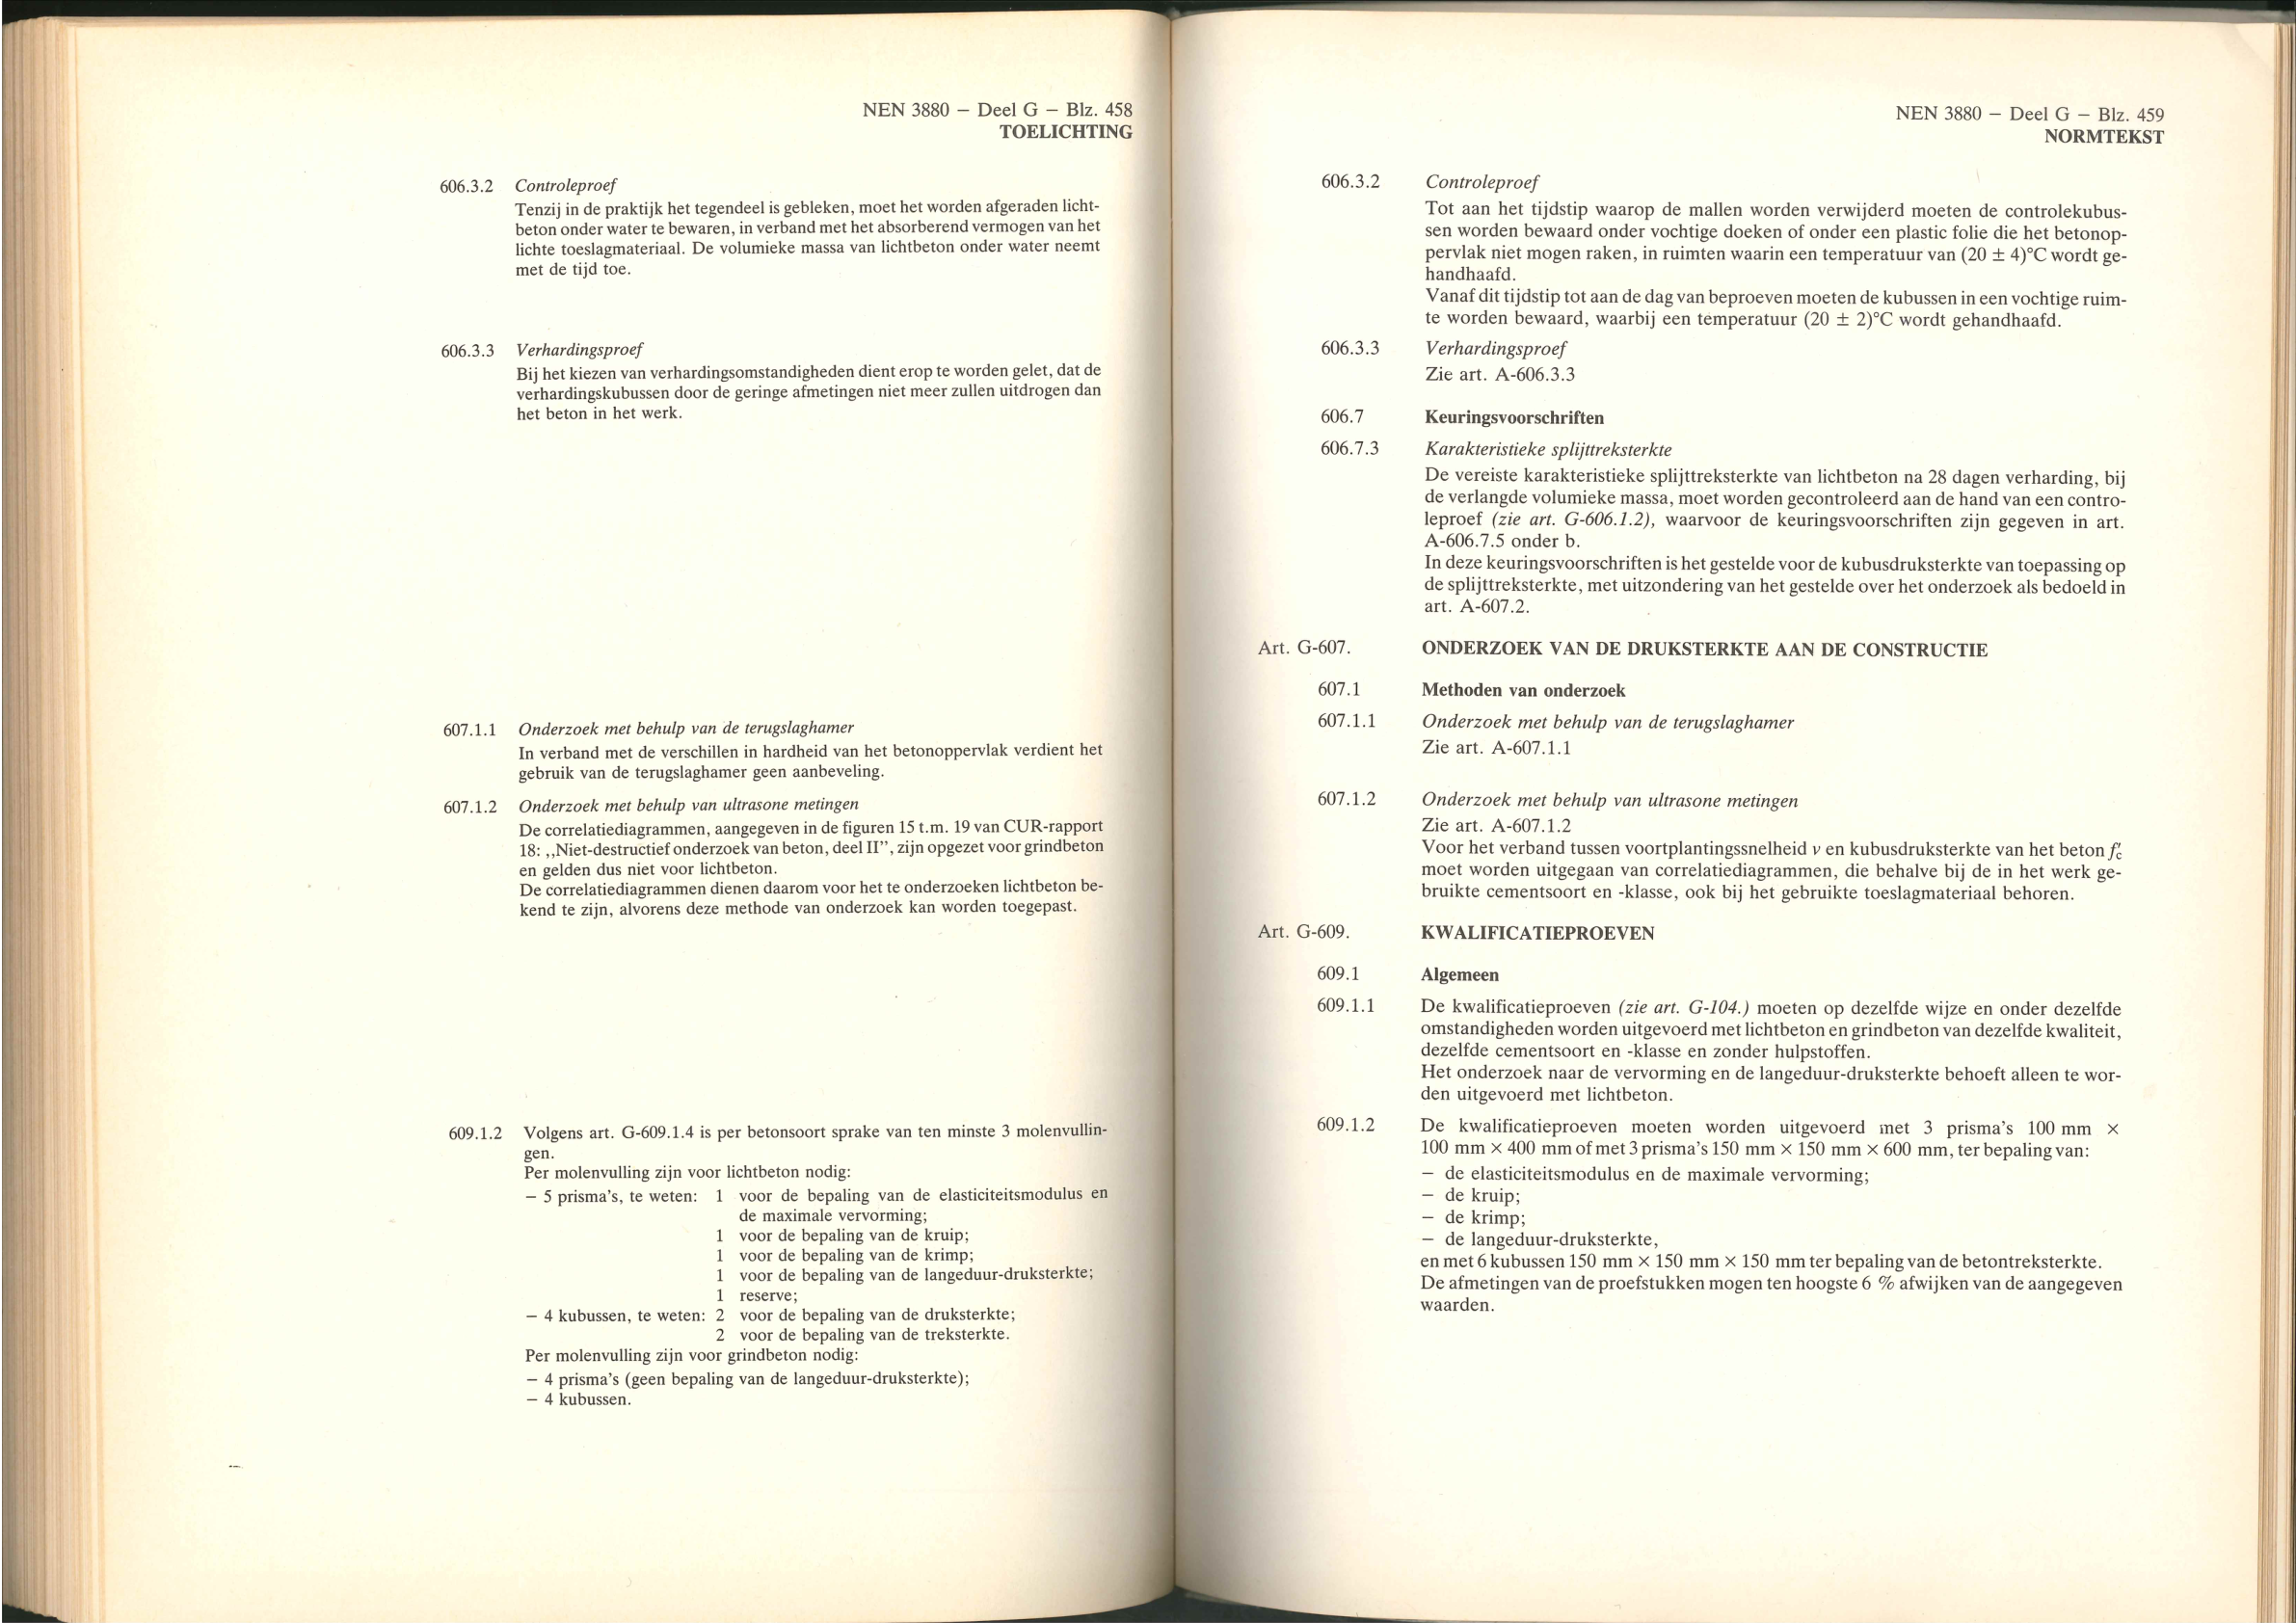 NEN 3880 – Deel G – Blz. 458
TOELICHTING
606.3.2 Controleproef
Tenzij in de praktijk het tegendeel is gebleken, moet het worden afgeraden licht-
beton onder water te bewaren, in verband met het absorberend vermogen van het
lichte toeslagmateriaal. De volumieke massa van lichtbeton onder water neemt
met de tijd toe.
606.3.3 Verhardingsproef
Bij het kiezen van verhardingsomstandigheden dient erop te worden gelet, dat de
verhardingskubussen door de geringe afmetingen niet meer zullen uitdrogen dan
het beton in het werk.
607.1.1 Onderzoek met behulp van de terugslaghamer
In verband met de verschillen in hardheid van het betonoppervlak verdient het
gebruik van de terugslaghamer geen aanbeveling.
607.1.2 Onderzoek met behulp van ultrasone metingen
De correlatiediagrammen, aangegeven in de figuren 15 t.m. 19 van CUR-rapport
18: ,,Niet-destructief onderzoek van beton, deel II”, zijn opgezet voor grindbeton
en gelden dus niet voor lichtbeton.
De correlatiediagrammen dienen daarom voor het te onderzoeken lichtbeton be-
kend te zijn, alvorens deze methode van onderzoek kan worden toegepast.
609.1.2 Volgens art. G-609.1.4 is per betonsoort sprake van ten minste 3 molenvullin-
gen.
Per molenvulling zijn voor lichtbeton nodig:
– 5 prisma's, te weten: 1 voor de bepaling van de elasticiteitsmodulus en
de maximale vervorming;
1 voor de bepaling van de kruip;
1 voor de bepaling van de krimp;
1 voor de bepaling van de langeduur-druksterkte;
1 reserve;
– 4 kubussen, te weten: 2 voor de bepaling van de druksterkte;
2 voor de bepaling van de treksterkte.
Per molenvulling zijn voor grindbeton nodig:
– 4 prisma's (geen bepaling van de langeduur-druksterkte);
– 4 kubussen.
NEN 3880 – Deel G – Blz. 459
NORMTEKST
606.3.2 Controleproef
Tot aan het tijdstip waarop de mallen worden verwijderd moeten de controlekubus-
sen worden bewaard onder vochtige doeken of onder een plastic folie die het betonop-
pervlak niet mogen raken, in ruimten waarin een temperatuur van (20 ± 4)°C wordt ge-
handhaafd.
Vanaf dit tijdstip tot aan de dag van beproeven moeten de kubussen in een vochtige ruim-
te worden bewaard, waarbij een temperatuur (20 ± 2)°C wordt gehandhaafd.
606.3.3 Verhardingsproef
Zie art. A-606.3.3
606.7 Keuringsvoorschriften
606.7.3 Karakteristieke splijttreksterkte
De vereiste karakteristieke splijttreksterkte van lichtbeton na 28 dagen verharding, bij
de verlangde volumieke massa, moet worden gecontroleerd aan de hand van een contro-
leproef (zie art. G-606.1.2), waarvoor de keuringsvoorschriften zijn gegeven in art.
A-606.7.5 onder b.
In deze keuringsvoorschriften is het gestelde voor de kubusdruksterkte van toepassing op
de splijttreksterkte, met uitzondering van het gestelde over het onderzoek als bedoeld in
art. A-607.2.
Art. G-607. ONDERZOEK VAN DE DRUKSTERKTE AAN DE CONSTRUCTIE
607.1 Methoden van onderzoek
607.1.1 Onderzoek met behulp van de terugslaghamer
Zie art. A-607.1.1
607.1.2 Onderzoek met behulp van ultrasone metingen
Zie art. A-607.1.2
Voor het verband tussen voortplantingssnelheid v en kubusdruksterkte van het beton f'c
moet worden uitgegaan van correlatiediagrammen, die behalve bij de in het werk ge-
bruikte cementsoort en -klasse, ook bij het gebruikte toeslagmateriaal behoren.
Art. G-609. KWALIFICATIEPROEVEN
609.1 Algemeen
609.1.1 De kwalificatieproeven (zie art. G-104.) moeten op dezelfde wijze en onder dezelfde
omstandigheden worden uitgevoerd met lichtbeton en grindbeton van dezelfde kwaliteit,
dezelfde cementsoort en -klasse en zonder hulpstoffen.
Het onderzoek naar de vervorming en de langeduur-druksterkte behoeft alleen te wor-
den uitgevoerd met lichtbeton.
609.1.2 De kwalificatieproeven moeten worden uitgevoerd met 3 prisma's 100 mm ×
100 mm × 400 mm of met 3 prisma's 150 mm × 150 mm × 600 mm, ter bepaling van:
– de elasticiteitsmodulus en de maximale vervorming;
– de kruip;
– de krimp;
– de langeduur-druksterkte,
en met 6 kubussen 150 mm × 150 mm × 150 mm ter bepaling van de betontreksterkte.
De afmetingen van de proefstukken mogen ten hoogste 6 % afwijken van de aangegeven
waarden.